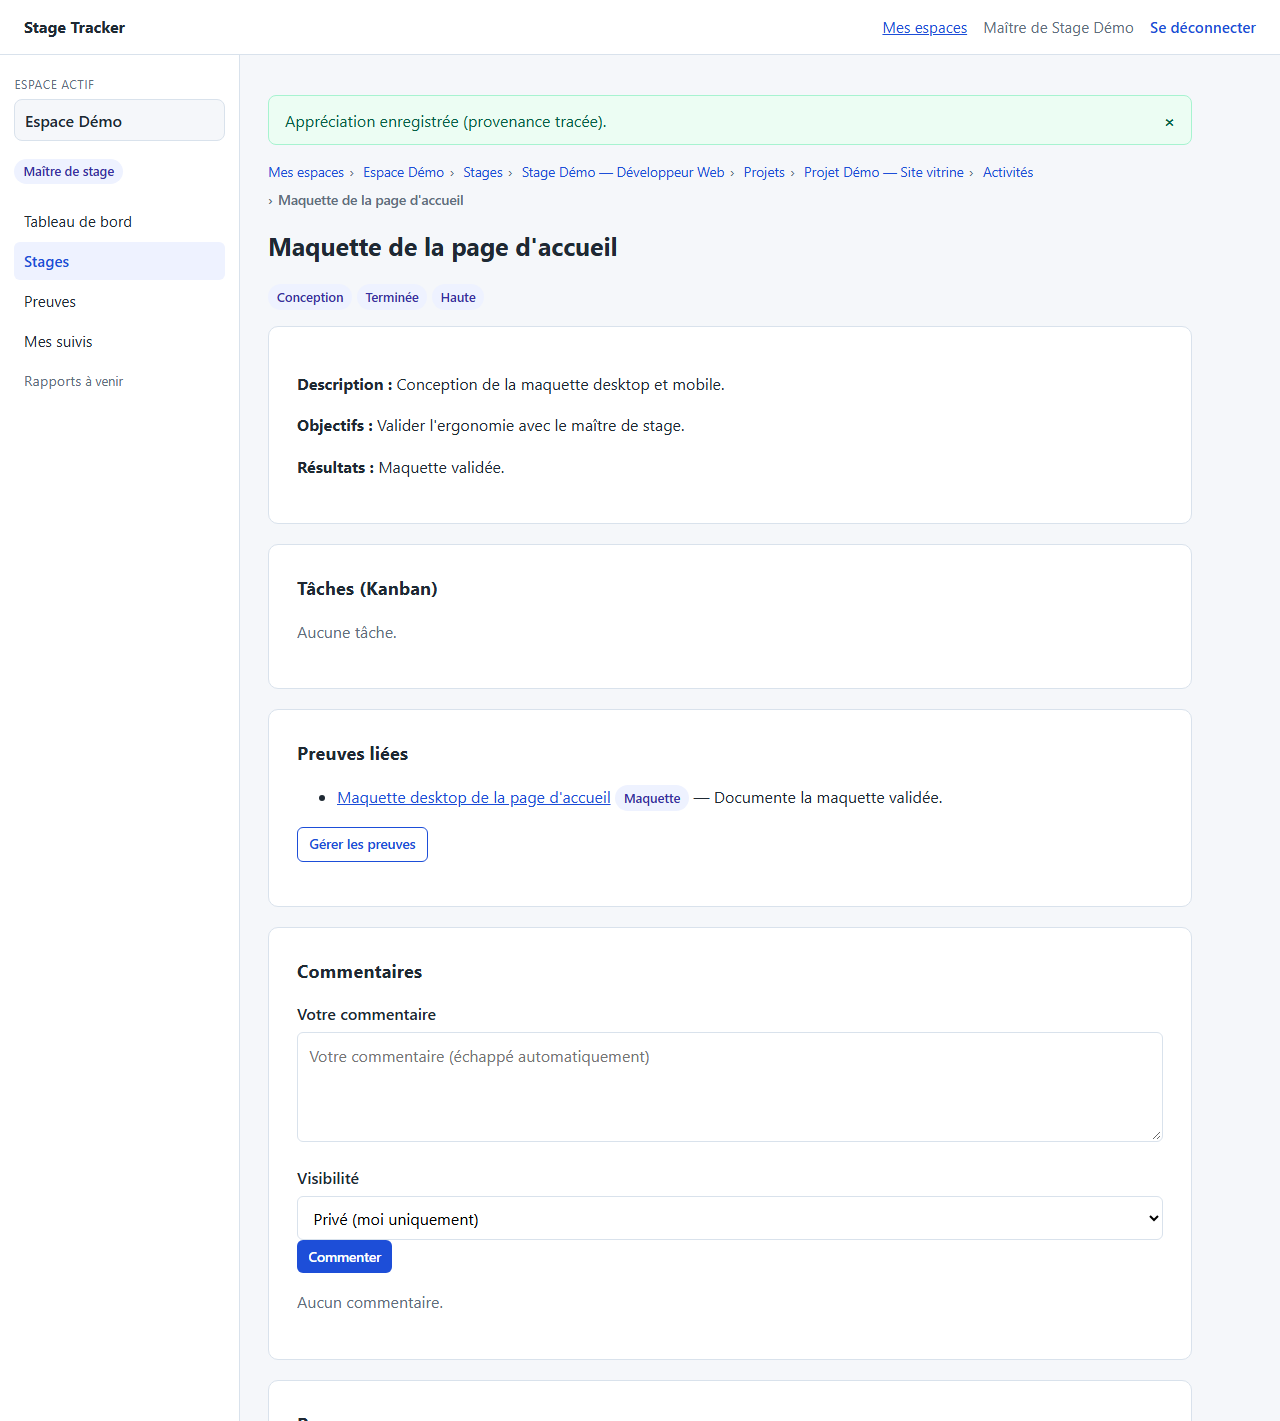 Stage Tracker
Mes espaces Maître de Stage Démo Se déconnecter
ESPACE ACTIF
Espace Démo
Maître de stage
Tableau de bord
Stages
Preuves
Mes suivis
Rapports à venir
Appréciation enregistrée (provenance tracée). ×
Mes espaces › Espace Démo › Stages › Stage Démo — Développeur Web › Projets › Projet Démo — Site vitrine › Activités
› Maquette de la page d'accueil
Maquette de la page d'accueil
Conception Terminée Haute
Description : Conception de la maquette desktop et mobile.
Objectifs : Valider l'ergonomie avec le maître de stage.
Résultats : Maquette validée.
Tâches (Kanban)
Aucune tâche.
Preuves liées
• Maquette desktop de la page d'accueil Maquette — Documente la maquette validée.
Gérer les preuves
Commentaires
Votre commentaire
Votre commentaire (échappé automatiquement)
Visibilité
Privé (moi uniquement)
Commenter
Aucun commentaire.